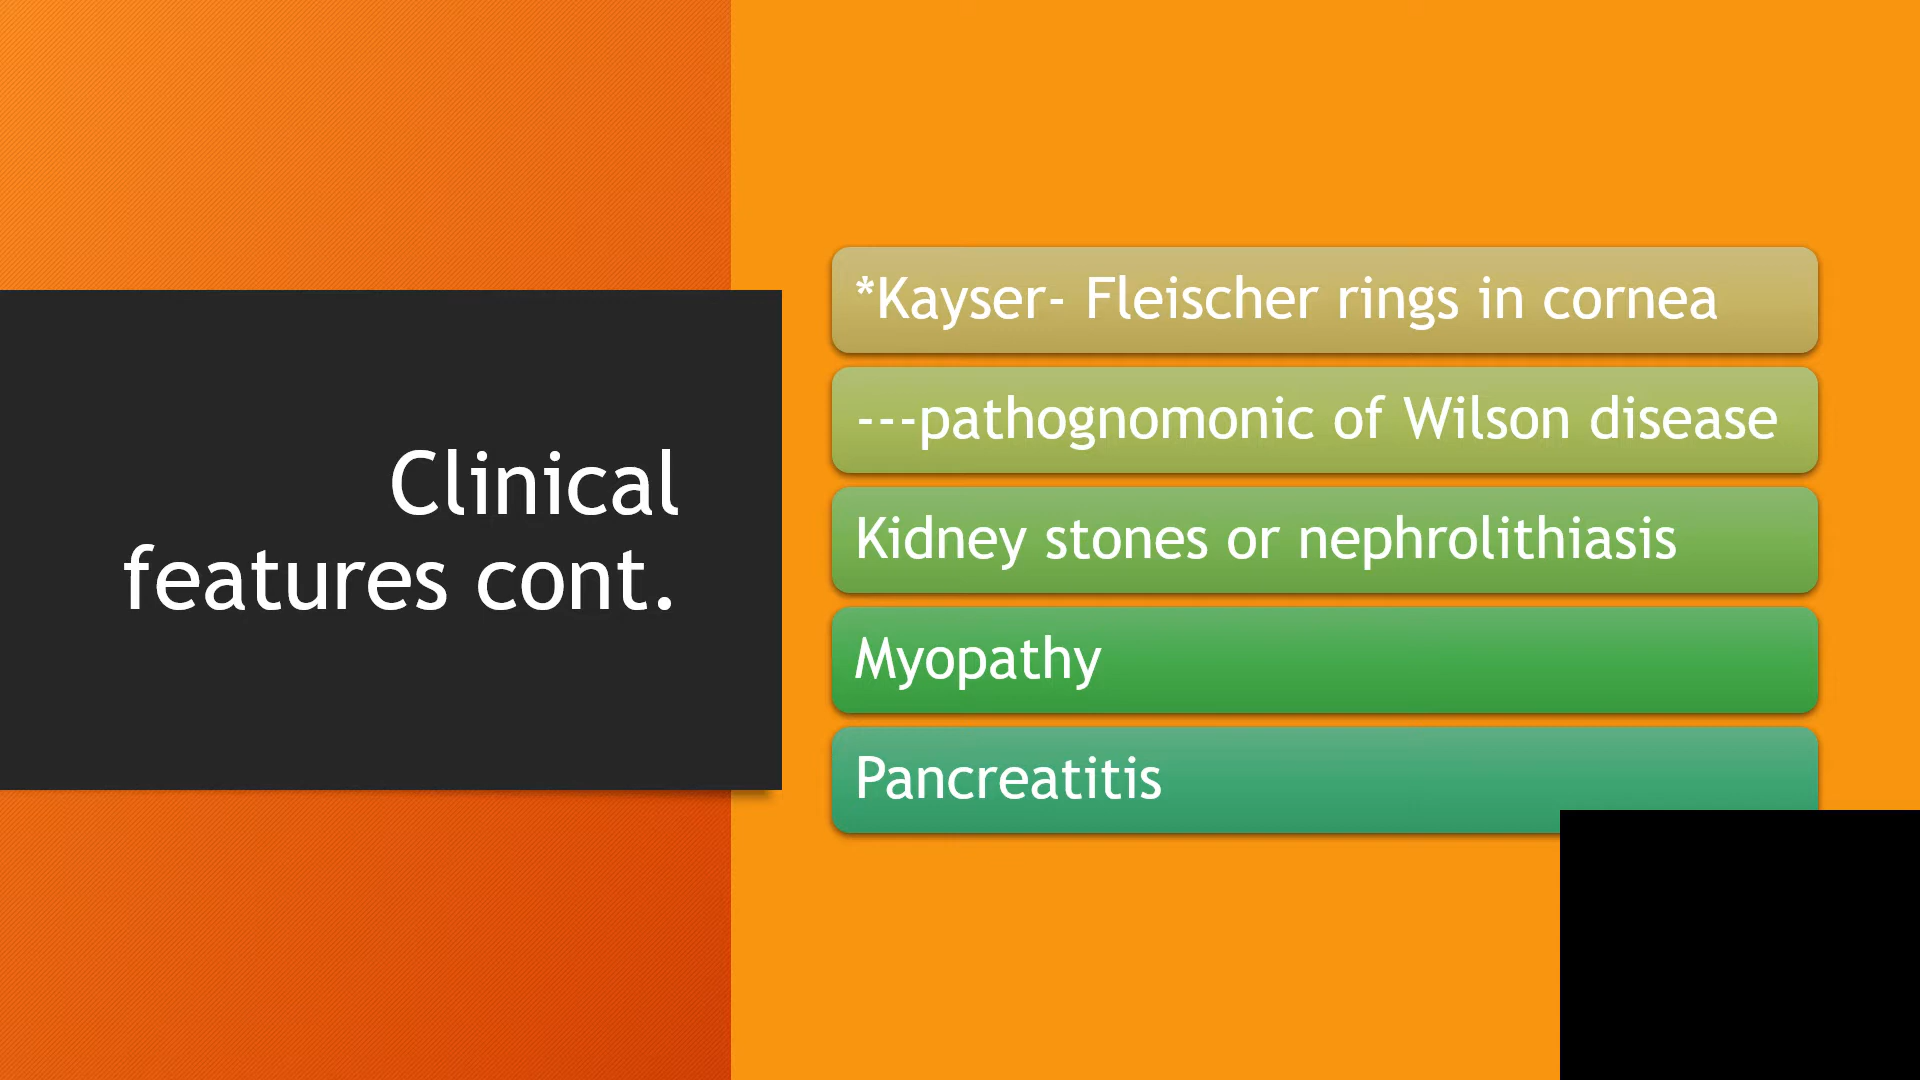 Clinical
features cont.
*Kayser- Fleischer rings in cornea
---pathognomonic of Wilson disease
Kidney stones or nephrolithiasis
Myopathy
Pancreatitis